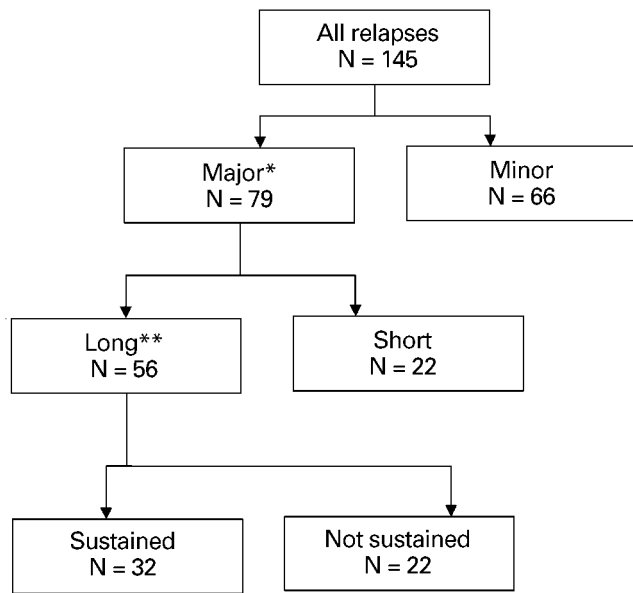 All relapses
N = 145
Major*
N = 79
Minor
N = 66
Long**
N = 56
Short
N = 22
Sustained
N = 32
Not sustained
N = 22